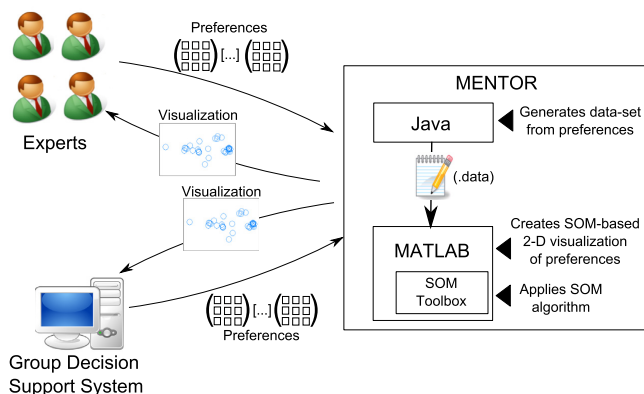 Preferences
[...]
Experts
Visualization
Visualization
Group Decision
Support System
[...]
Preferences
MENTOR
Java
Generates data-set
from preferences
(.data)
MATLAB
Creates SOM-based
2-D visualization
of preferences
SOM
Toolbox
Applies SOM
algorithm